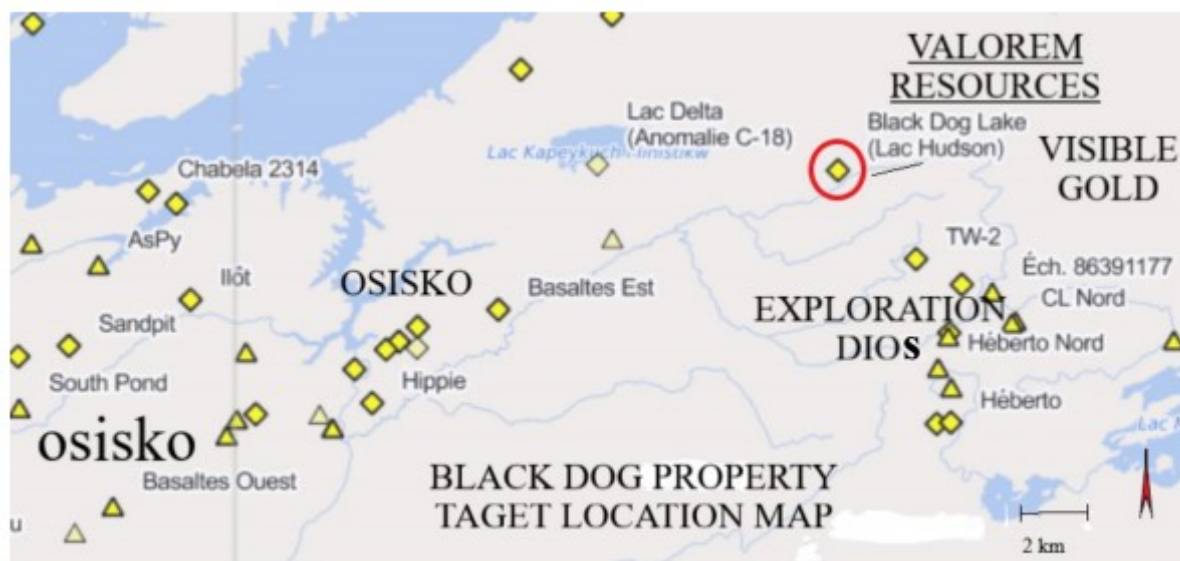 VALOREM
RESOURCES
Lac Delta
(Anomalie C-18)
Black Dog Lake
(Lac Hudson)
VISIBLE
GOLD
Chabela 2314
AsPy
TW-2
Ilôt
OSISKO
Basaltes Est
Éch. 86391177
EXPLORATION
DIOS
CL Nord
Sandpit
Héberto Nord
South Pond
Hippie
Héberto
osisko
Basaltes Ouest
BLACK DOG PROPERTY
TAGET LOCATION MAP
2 km